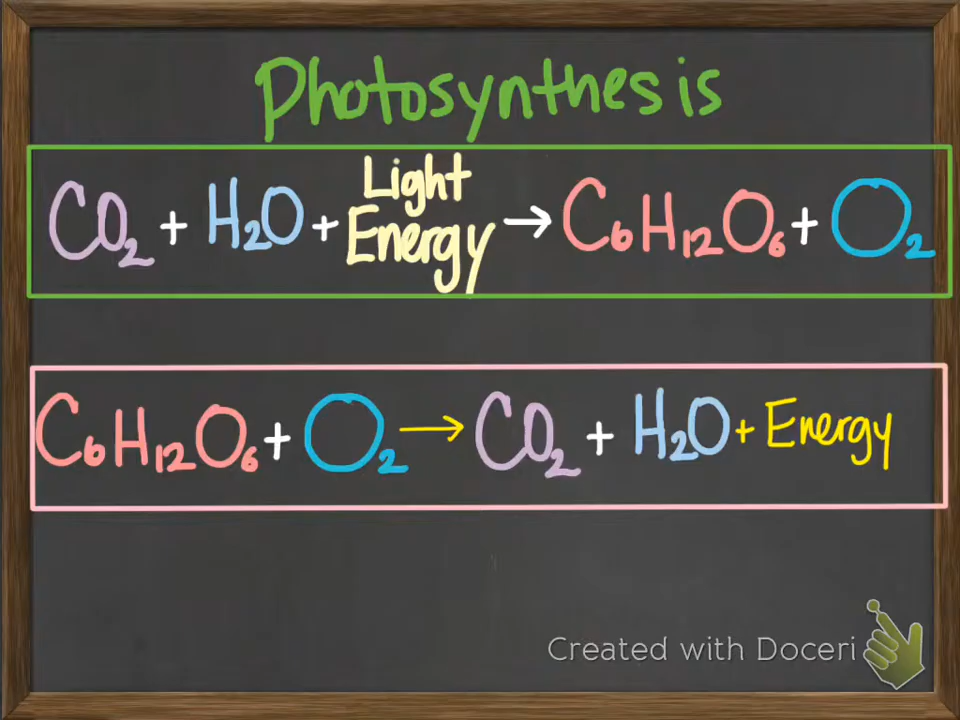 Photosynthesis
CO₂ + H₂O + Light Energy → C₆H₁₂O₆ + O₂
C₆H₁₂O₆ + O₂ → CO₂ + H₂O + Energy
Created with Doceri